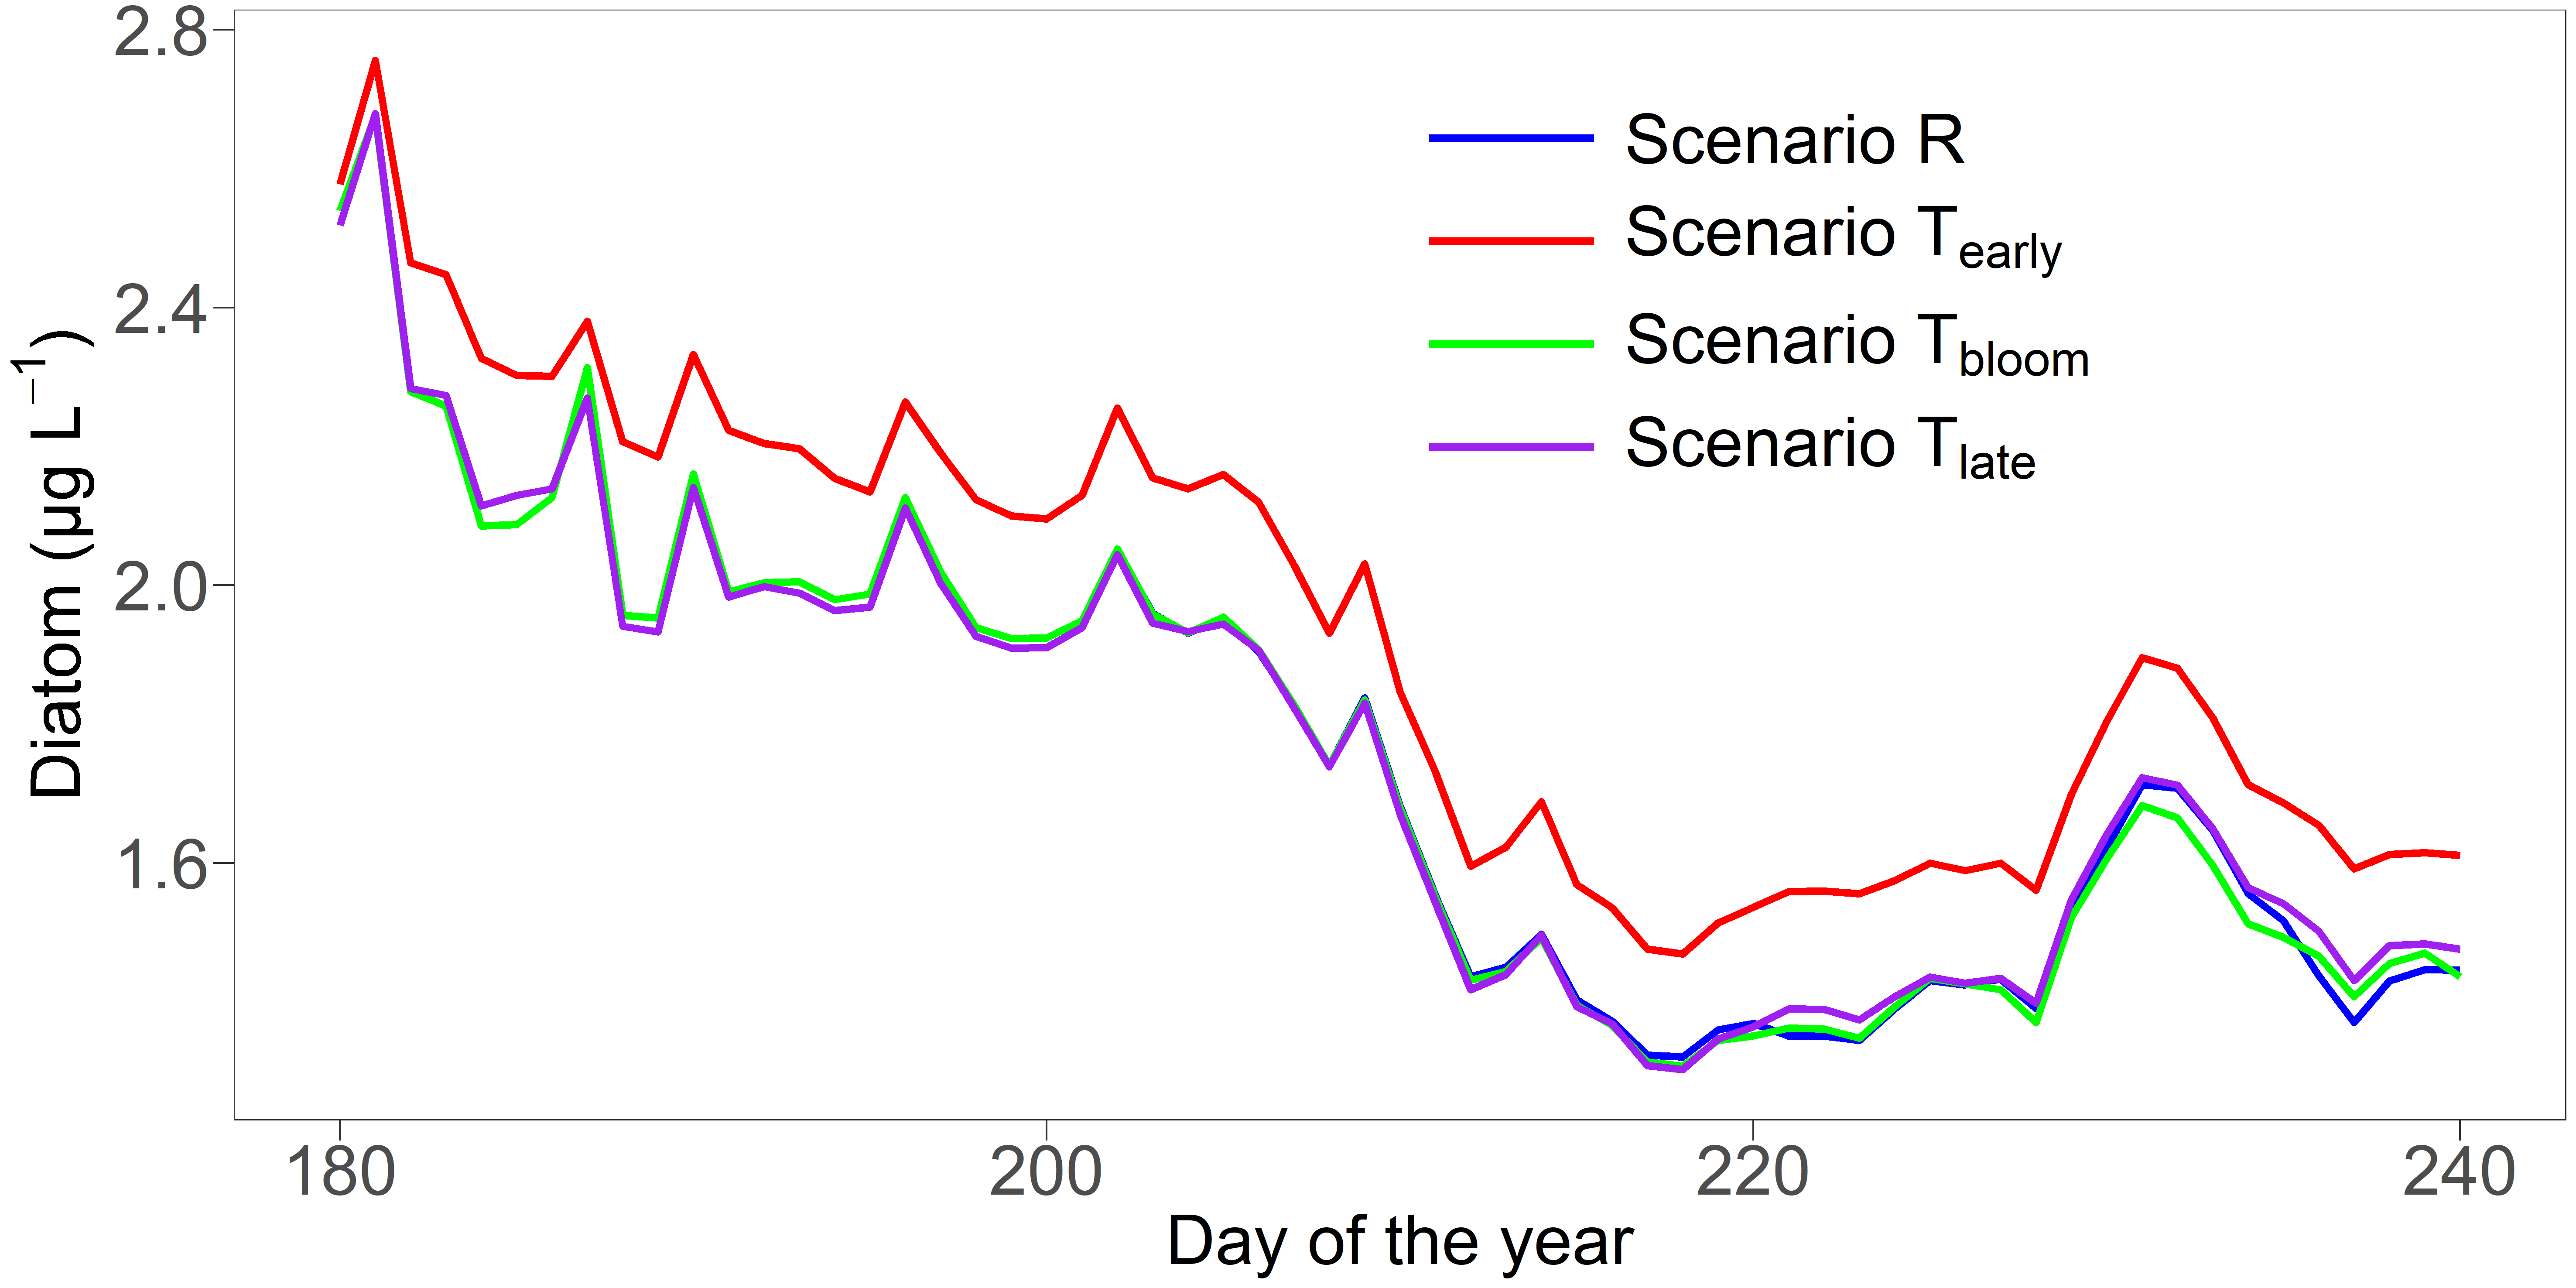 2.8
2.4
2.0
1.6
Diatom (µg L⁻¹)
Scenario R
Scenario Tearly
Scenario Tbloom
Scenario Tlate
180 200 220 240
Day of the year